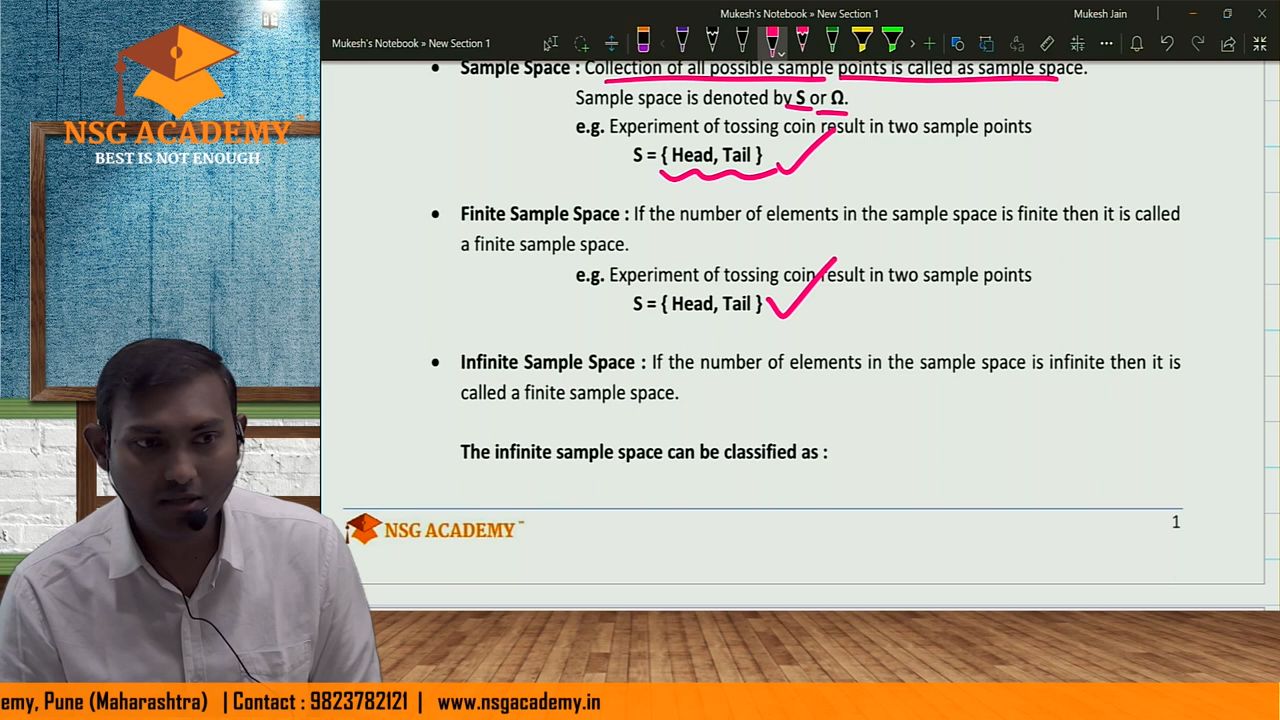 Mukesh's Notebook » New Section 1
Mukesh Jain
Mukesh's Notebook » New Section 1
NSG ACADEMY
BEST IS NOT ENOUGH
• Sample Space : Collection of all possible sample points is called as sample space.
Sample space is denoted by S or Ω.
e.g. Experiment of tossing coin result in two sample points
S = { Head, Tail }
• Finite Sample Space : If the number of elements in the sample space is finite then it is called
a finite sample space.
e.g. Experiment of tossing coin result in two sample points
S = { Head, Tail }
• Infinite Sample Space : If the number of elements in the sample space is infinite then it is
called a finite sample space.
The infinite sample space can be classified as :
NSG ACADEMY
1
emy, Pune (Maharashtra) | Contact : 9823782121 | www.nsgacademy.in